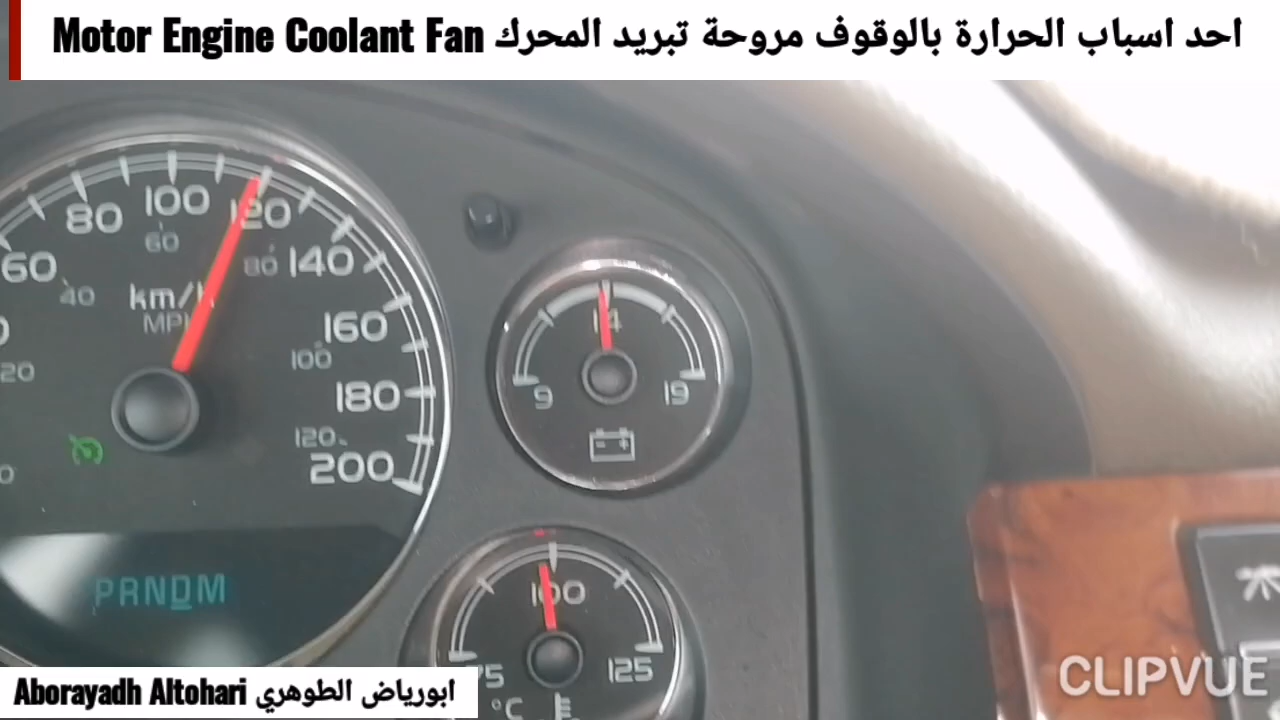 احد اسباب الحرارة بالوقوف مروحة تبريد المحرك Motor Engine Coolant Fan
80
100
120
60
60
40
80
140
km/h
MPH
160
20
100
180
120
200
14
9
19
PRNDM
100
75
125
°C
Aborayadh Altohari ابورياض الطوهري
CLIPVUE